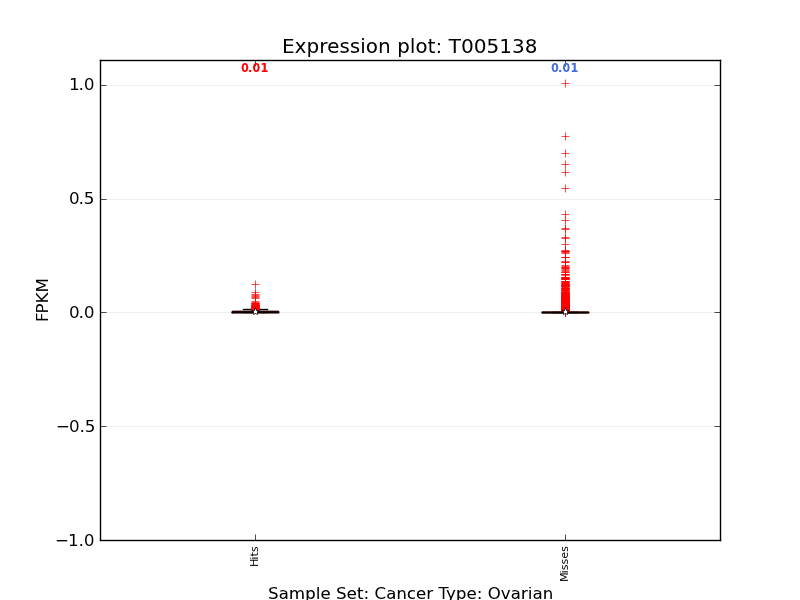 Expression plot: T005138
0.01 0.01
1.0
0.5
0.0
−0.5
−1.0
FPKM
Hits Misses
Sample Set: Cancer Type: Ovarian